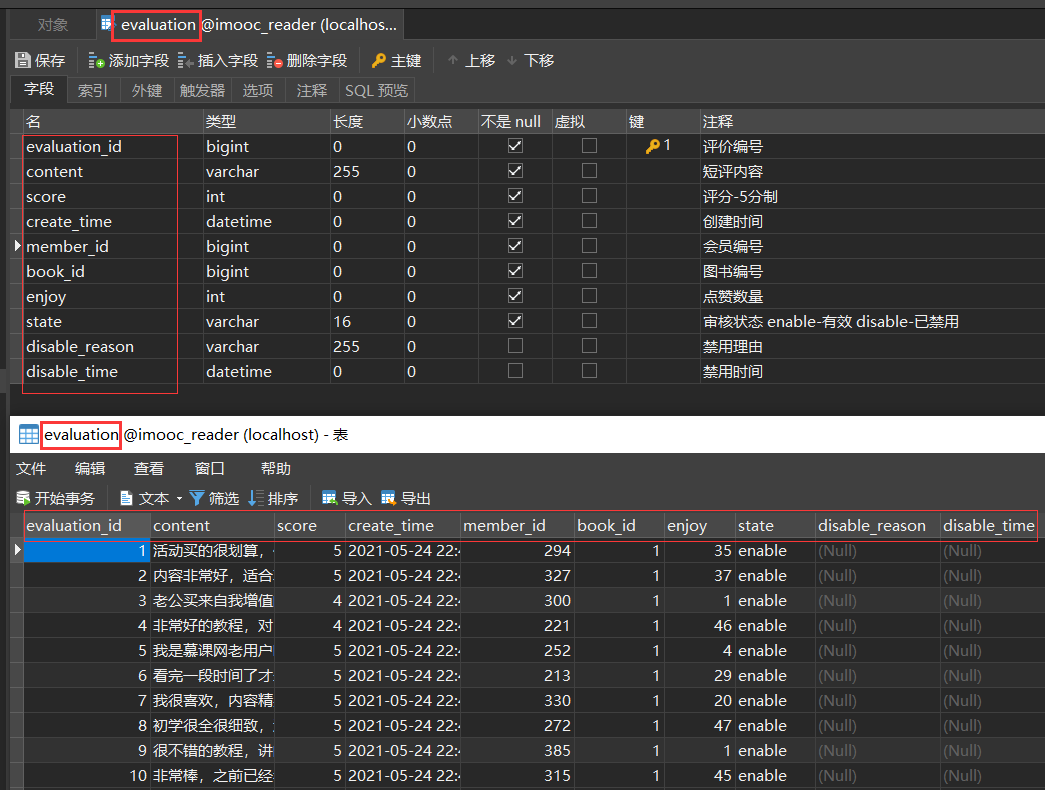 对象 evaluation @imooc_reader (localhos...
保存 添加字段 插入字段 删除字段 主键 上移 下移
字段 索引 外键 触发器 选项 注释 SQL 预览
名 类型 长度 小数点 不是 null 虚拟 键 注释
evaluation_id bigint 0 0 1 评价编号
content varchar 255 0 短评内容
score int 0 0 评分-5分制
create_time datetime 0 0 创建时间
member_id bigint 0 0 会员编号
book_id bigint 0 0 图书编号
enjoy int 0 0 点赞数量
state varchar 16 0 审核状态 enable-有效 disable-已禁用
disable_reason varchar 255 0 禁用理由
disable_time datetime 0 0 禁用时间
evaluation @imooc_reader (localhost) - 表
文件 编辑 查看 窗口 帮助
开始事务 文本 筛选 排序 导入 导出
evaluation_id content score create_time member_id book_id enjoy state disable_reason disable_time
1 活动买的很划算， 5 2021-05-24 22: 294 1 35 enable (Null) (Null)
2 内容非常好，适合 5 2021-05-24 22: 327 1 37 enable (Null) (Null)
3 老公买来自我增值 4 2021-05-24 22: 300 1 1 enable (Null) (Null)
4 非常好的教程，对 4 2021-05-24 22: 221 1 46 enable (Null) (Null)
5 我是慕课网老用户 5 2021-05-24 22: 252 1 4 enable (Null) (Null)
6 看完一段时间了才 5 2021-05-24 22: 213 1 29 enable (Null) (Null)
7 我很喜欢，内容精 5 2021-05-24 22: 330 1 20 enable (Null) (Null)
8 初学很全很细致， 5 2021-05-24 22: 272 1 47 enable (Null) (Null)
9 很不错的教程，讲 5 2021-05-24 22: 385 1 1 enable (Null) (Null)
10 非常棒，之前已经 5 2021-05-24 22: 315 1 45 enable (Null) (Null)